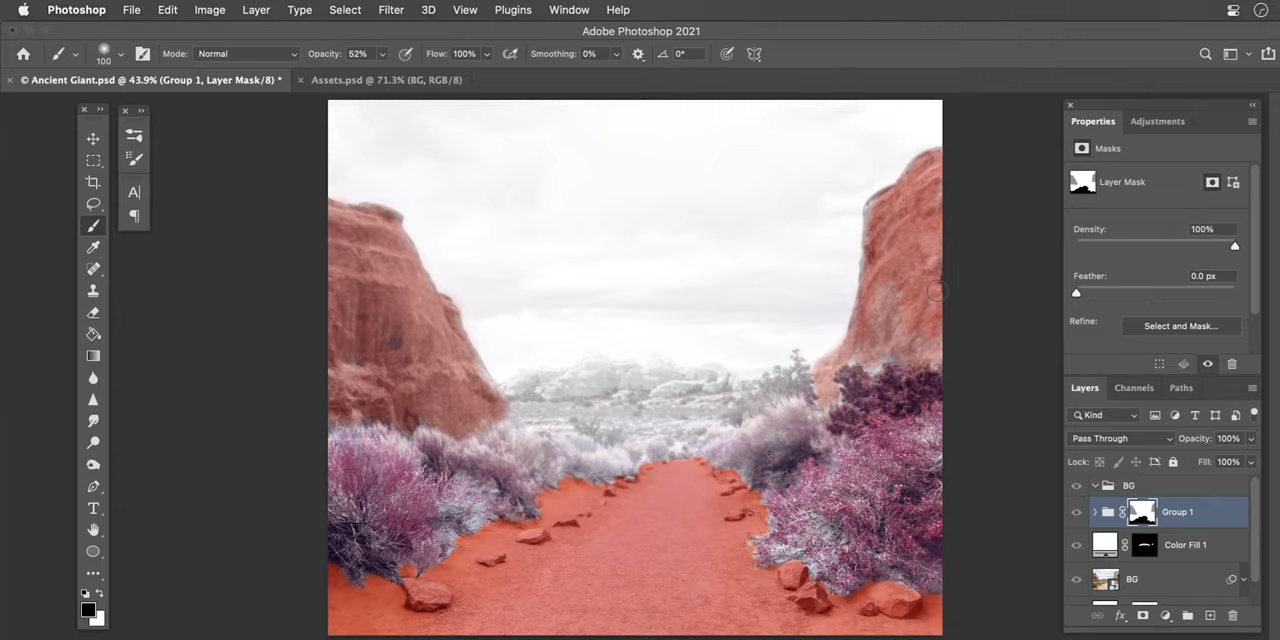 Photoshop File Edit Image Layer Type Select Filter 3D View Plugins Window Help
Adobe Photoshop 2021
100 Mode: Normal Opacity: 52% Flow: 100% Smoothing: 0% 0°
× © Ancient Giant.psd @ 43.9% (Group 1, Layer Mask/8) * × Assets.psd @ 71.3% (BG, RGB/8)
Properties Adjustments
Masks
Layer Mask
Density: 100%
Feather: 0.0 px
Refine: Select and Mask...
Layers Channels Paths
Kind
Pass Through Opacity: 100%
Lock: Fill: 100%
BG
Group 1
Color Fill 1
BG